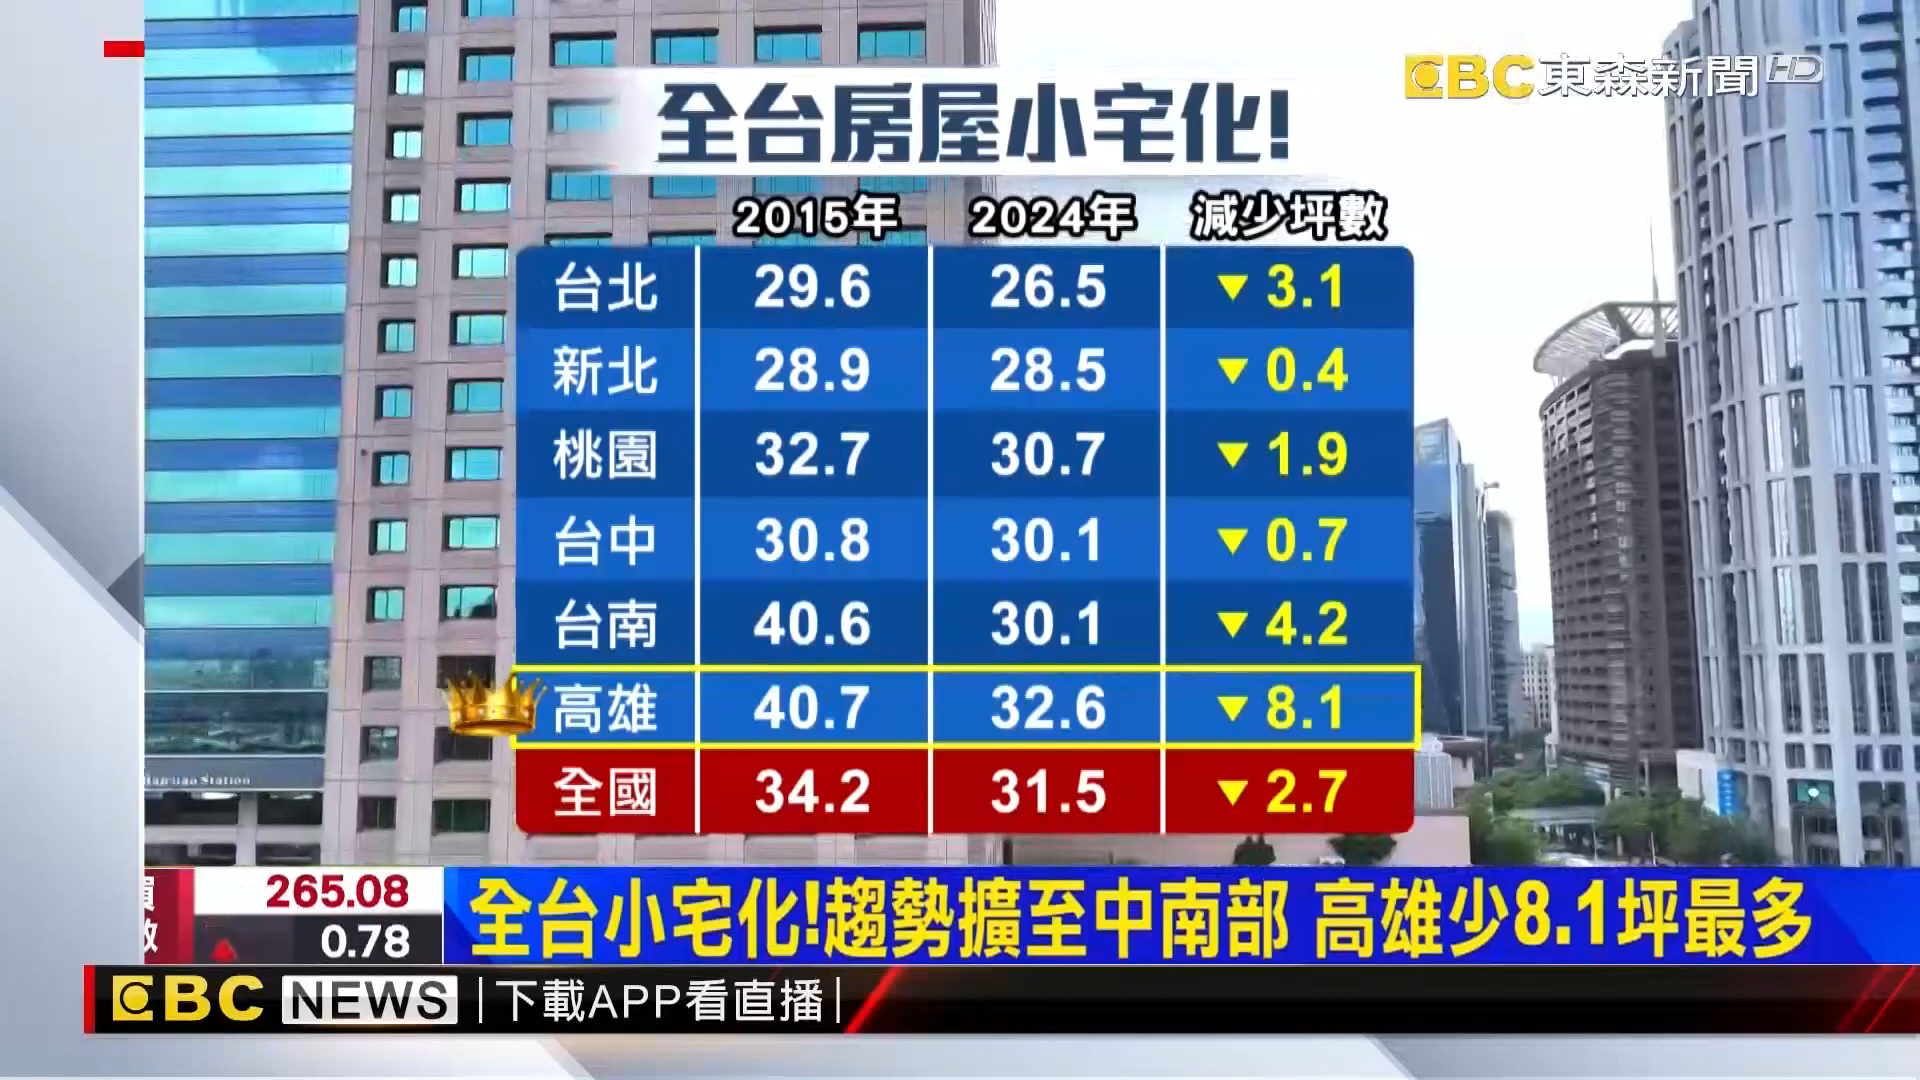 EBC東森新聞HD
全台房屋小宅化!
2015年 2024年 減少坪數
台北 29.6 26.5 ▼3.1
新北 28.9 28.5 ▼0.4
桃園 32.7 30.7 ▼1.9
台中 30.8 30.1 ▼0.7
台南 40.6 30.1 ▼4.2
高雄 40.7 32.6 ▼8.1
全國 34.2 31.5 ▼2.7
265.08
▲ 0.78
全台小宅化!趨勢擴至中南部 高雄少8.1坪最多
EBC NEWS |下載APP看直播|